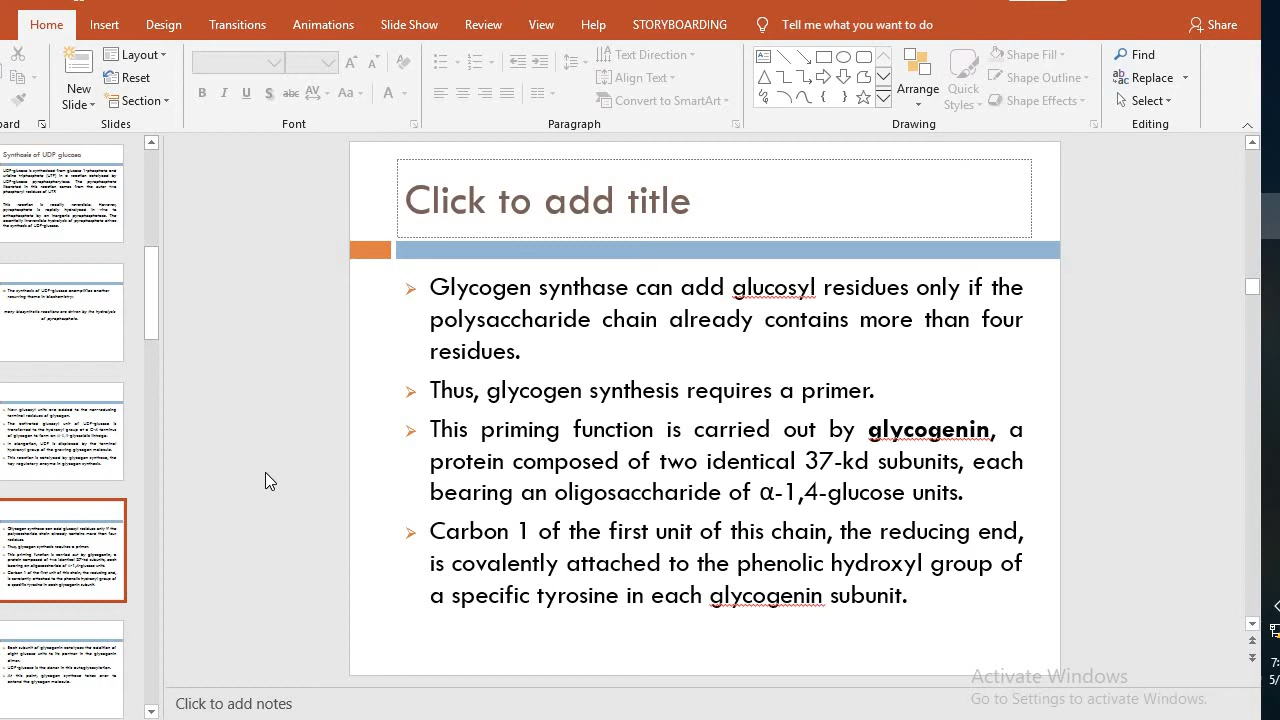 Home Insert Design Transitions Animations Slide Show Review View Help STORYBOARDING Tell me what you want to do Share
Layout
Reset
Section
New
Slide
Text Direction
Align Text
Convert to SmartArt
Arrange
Quick
Styles
Shape Fill
Shape Outline
Shape Effects
Find
Replace
Select
board Slides Font Paragraph Drawing Editing
Synthesis of UDP glucose
Click to add title
Glycogen synthase can add glucosyl residues only if the
polysaccharide chain already contains more than four
residues.
Thus, glycogen synthesis requires a primer.
This priming function is carried out by glycogenin, a
protein composed of two identical 37-kd subunits, each
bearing an oligosaccharide of α-1,4-glucose units.
Carbon 1 of the first unit of this chain, the reducing end,
is covalently attached to the phenolic hydroxyl group of
a specific tyrosine in each glycogenin subunit.
Activate Windows
Go to Settings to activate Windows.
Click to add notes